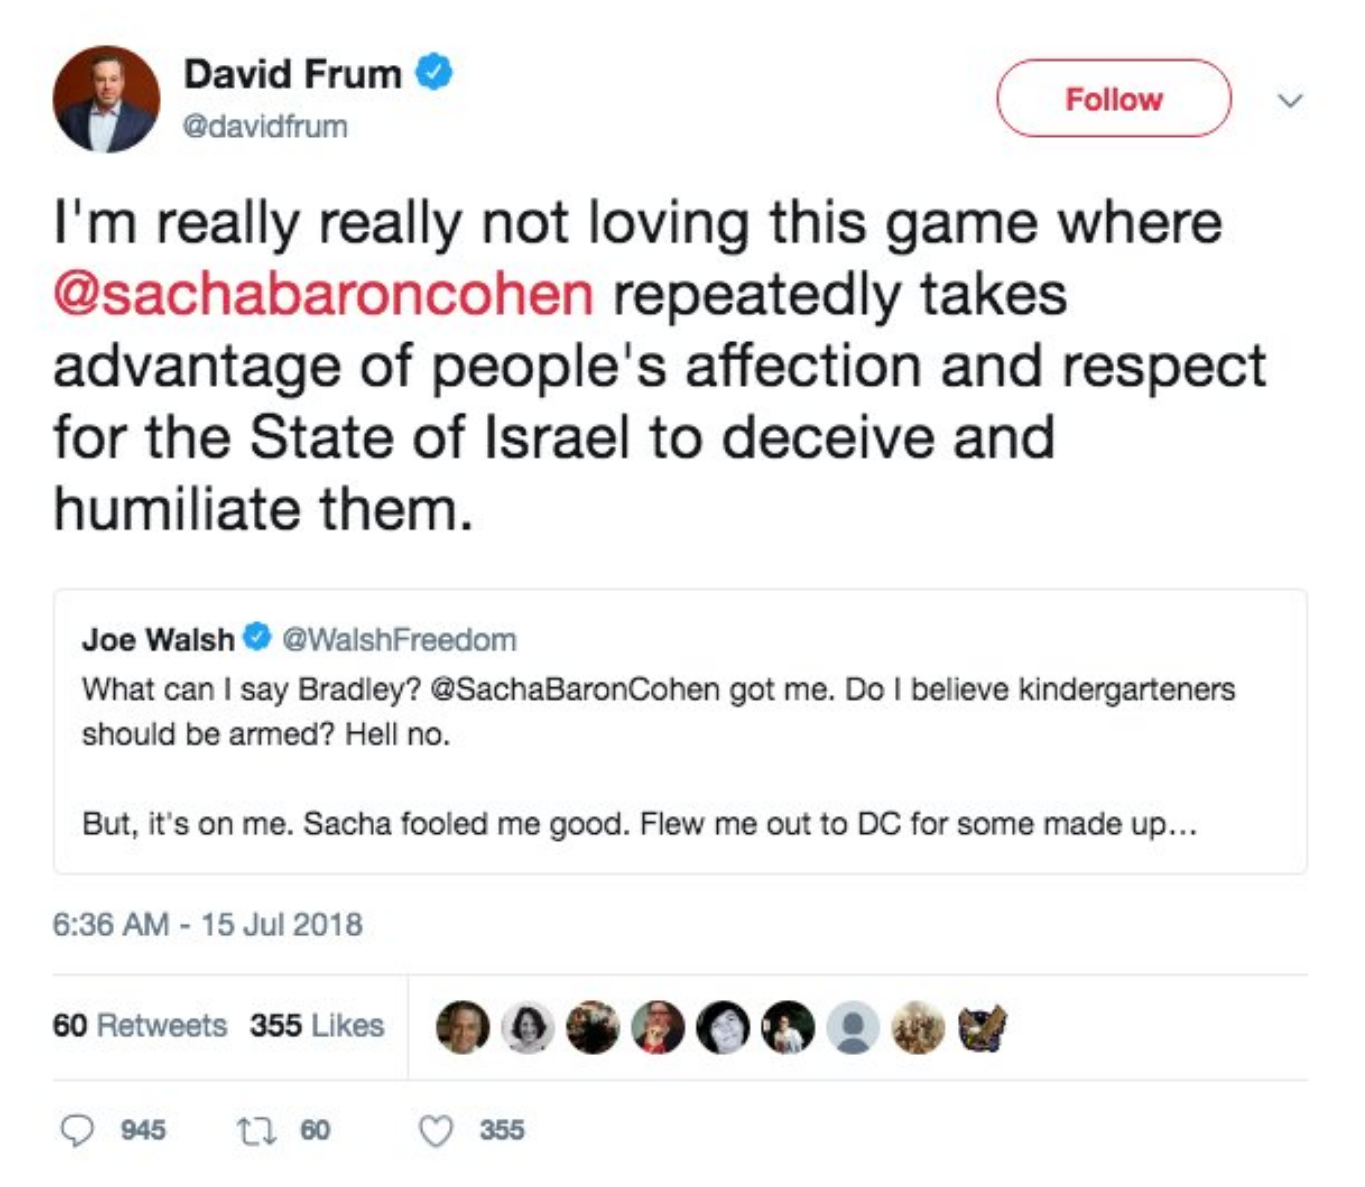 David Frum
@davidfrum
Follow
I'm really really not loving this game where
@sachabaroncohen repeatedly takes
advantage of people's affection and respect
for the State of Israel to deceive and
humiliate them.
Joe Walsh @WalshFreedom
What can I say Bradley? @SachaBaronCohen got me. Do I believe kindergarteners
should be armed? Hell no.
But, it's on me. Sacha fooled me good. Flew me out to DC for some made up...
6:36 AM - 15 Jul 2018
60 Retweets 355 Likes
945 60 355